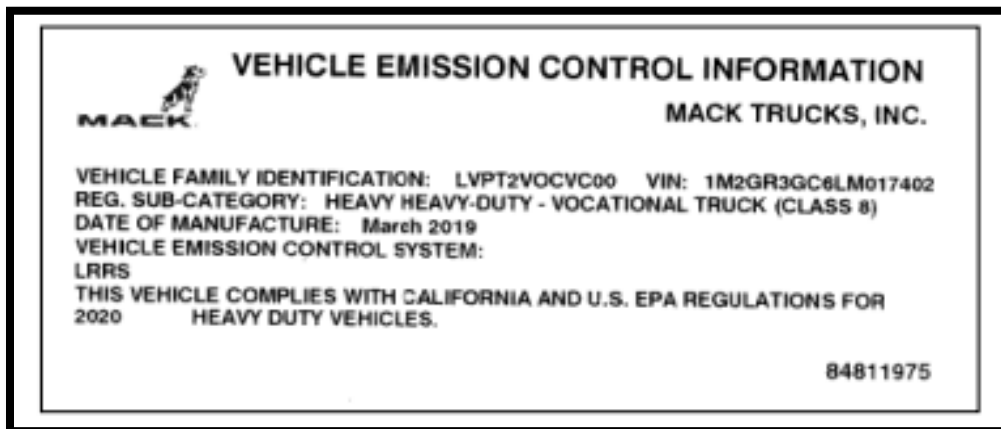 VEHICLE EMISSION CONTROL INFORMATION
MACK
MACK TRUCKS, INC.
VEHICLE FAMILY IDENTIFICATION: LVPT2VOCVC00 VIN: 1M2GR3GC6LM017402
REG. SUB-CATEGORY: HEAVY HEAVY-DUTY - VOCATIONAL TRUCK (CLASS 8)
DATE OF MANUFACTURE: March 2019
VEHICLE EMISSION CONTROL SYSTEM:
LRRS
THIS VEHICLE COMPLIES WITH CALIFORNIA AND U.S. EPA REGULATIONS FOR
2020 HEAVY DUTY VEHICLES.
84811975